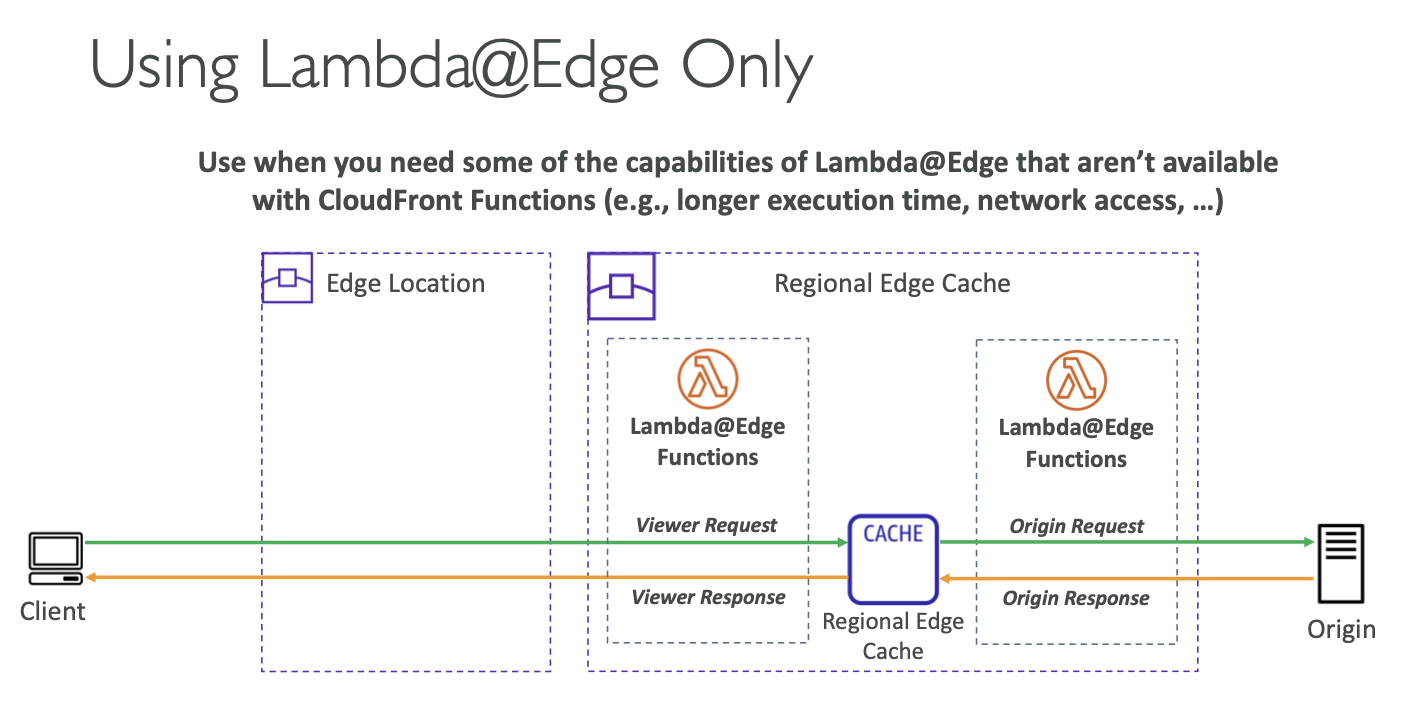 Using Lambda@Edge Only
Use when you need some of the capabilities of Lambda@Edge that aren’t available
with CloudFront Functions (e.g., longer execution time, network access, …)
Edge Location
Regional Edge Cache
Lambda@Edge
Functions
Lambda@Edge
Functions
Viewer Request
CACHE
Origin Request
Viewer Response
Origin Response
Client
Regional Edge
Cache
Origin